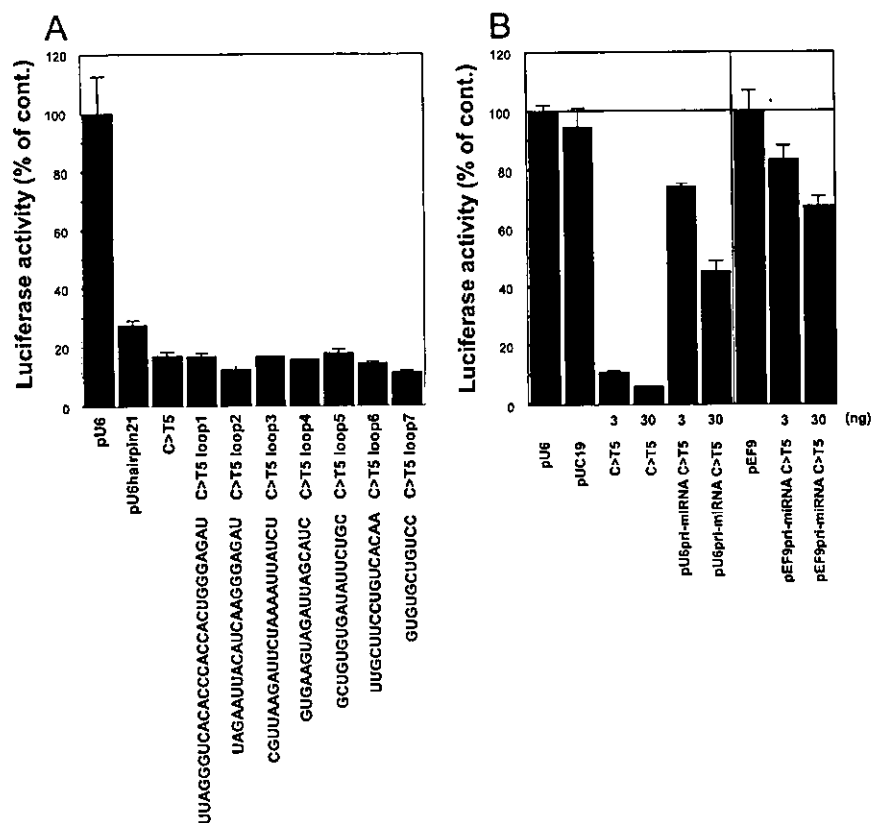 A
Luciferase activity (% of cont.)
120
100
80
60
40
20
0
pU6
pU6hairpin21
C>T5
C>T5 loop1
C>T5 loop2
C>T5 loop3
C>T5 loop4
C>T5 loop5
C>T5 loop6
C>T5 loop7
UUAGGGUCACACCCACCACUGGGAGAU
UAGAAUUACAUCAAGGGAGAU
CGUUAAGAUUCUAAAAUUAUCU
GUGAAGUAGAUUAGCAUC
GCUGUGUGAUAUUCUGC
UUGCUUCCUGUCACAA
GUGUGCUGUCC
B
Luciferase activity (% of cont.)
120
100
80
60
40
20
0
3 30 3 30 3 30 (ng)
pU6
pUC19
C>T5
C>T5
pU6pri-miRNA C>T5
pU6pri-miRNA C>T5
pEF9
pEF9pri-miRNA C>T5
pEF9pri-miRNA C>T5